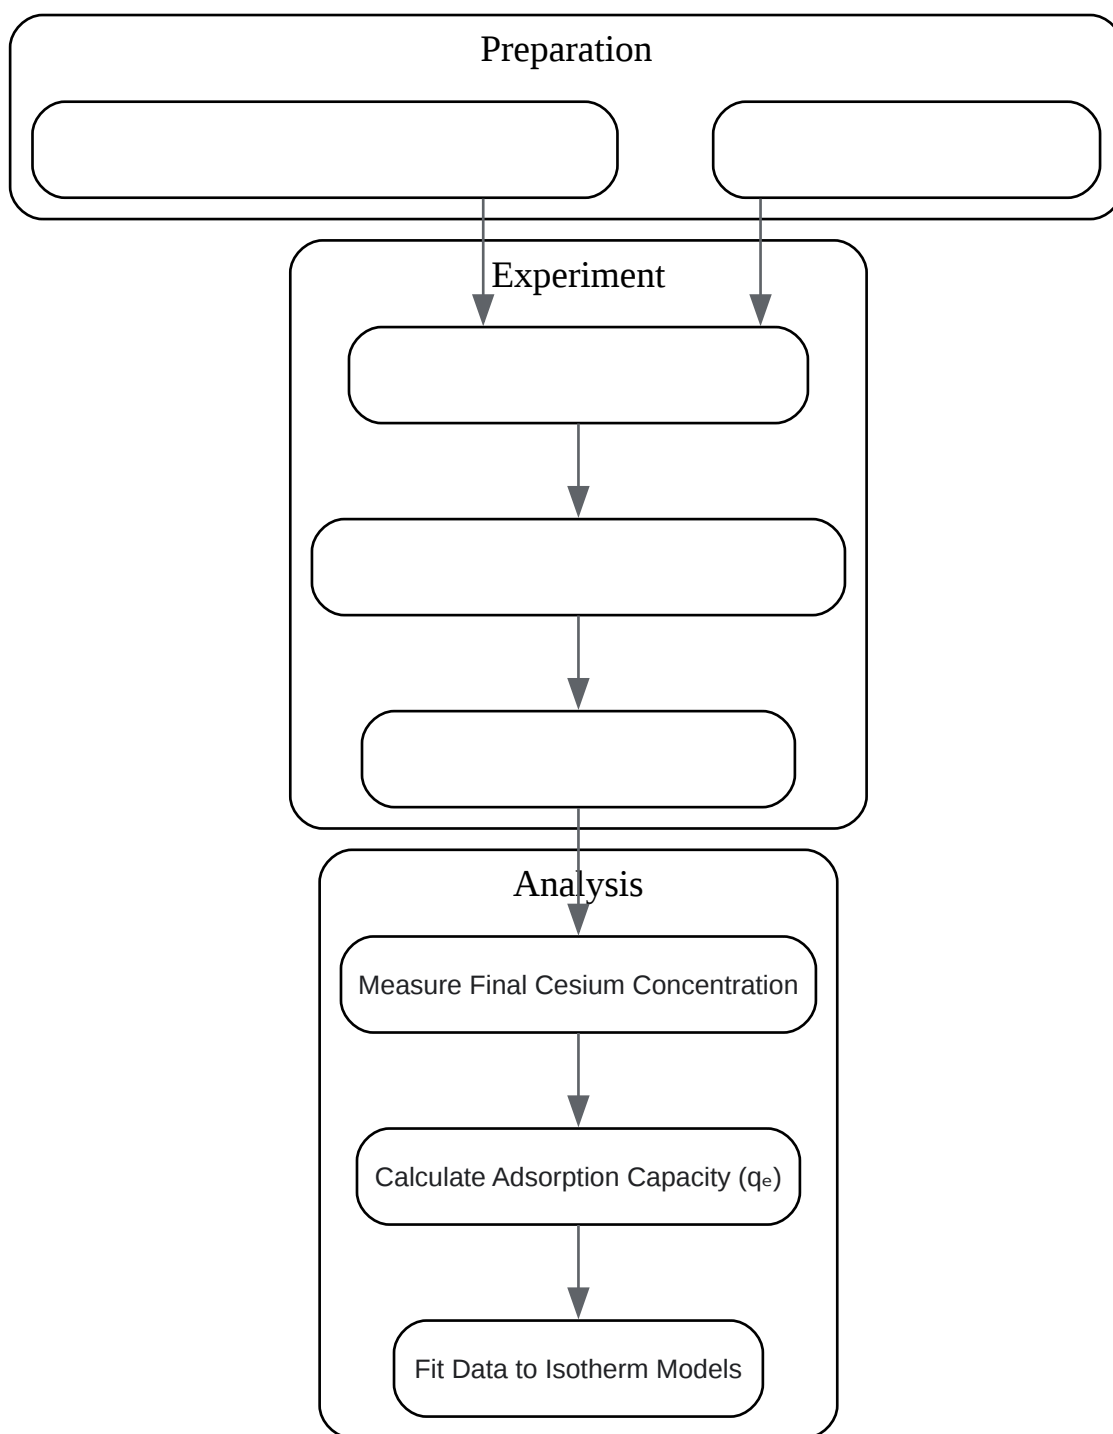 Preparation
Experiment
Analysis
Measure Final Cesium Concentration
Calculate Adsorption Capacity (qₑ)
Fit Data to Isotherm Models